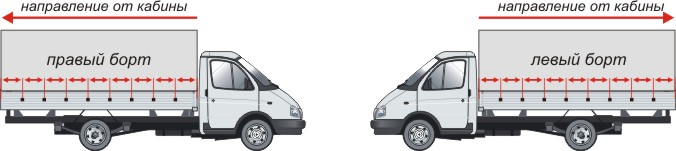 направление от кабины
направление от кабины
правый борт
левый борт